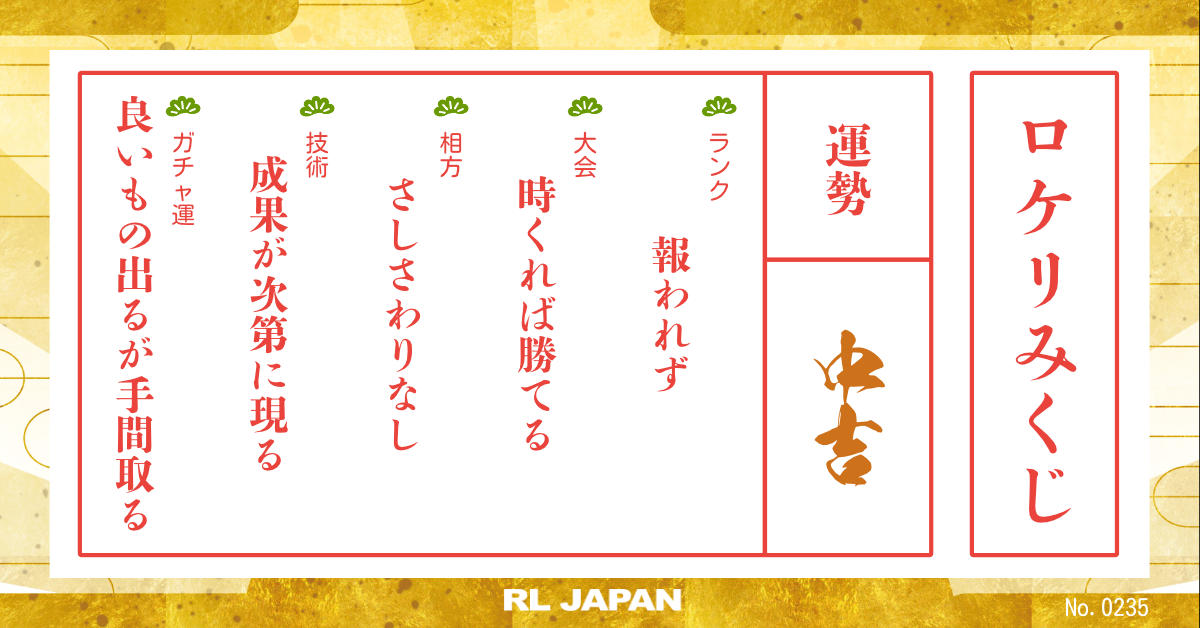 ロケリみくじ
運勢
中吉
ランク
報われず
大会
時くれば勝てる
相方
さしさわりなし
技術
成果が次第に現る
ガチャ運
良いもの出るが手間取る
RL JAPAN
No. 0235